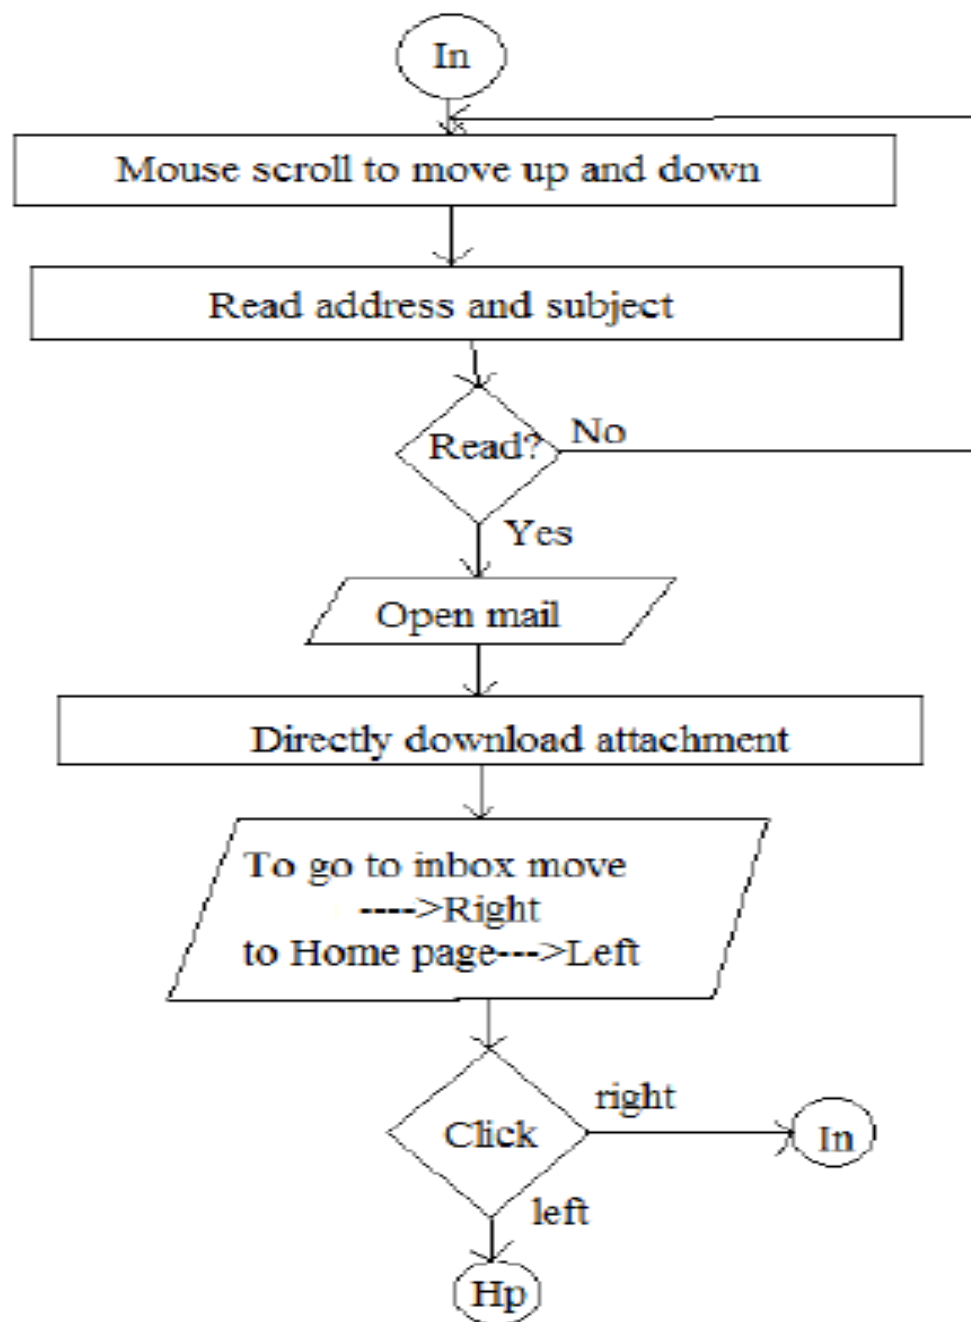 In
Mouse scroll to move up and down
Read address and subject
Read?
No
Yes
Open mail
Directly download attachment
To go to inbox move
---->Right
to Home page--->Left
Click
right
In
left
Hp